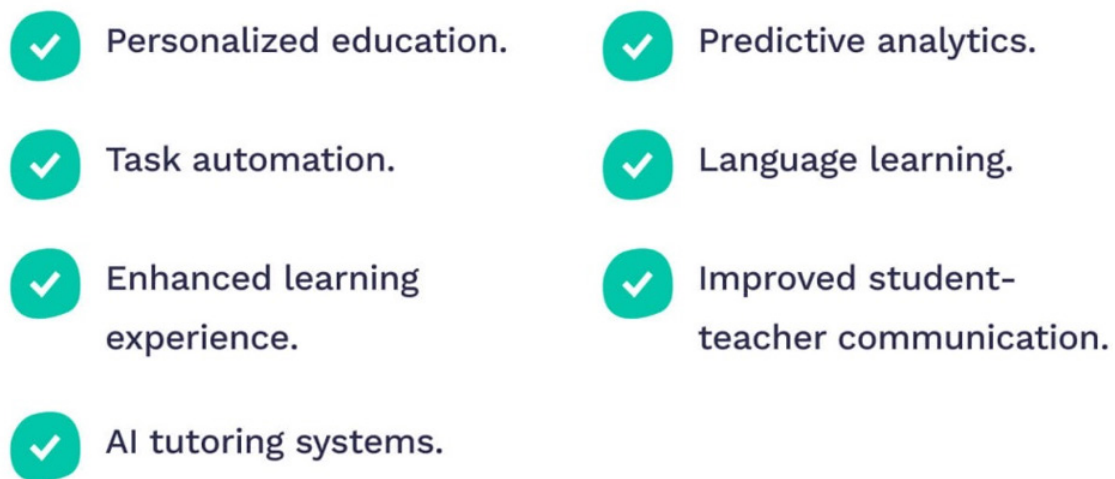 Personalized education.
Task automation.
Enhanced learning
experience.
AI tutoring systems.
Predictive analytics.
Language learning.
Improved student-
teacher communication.